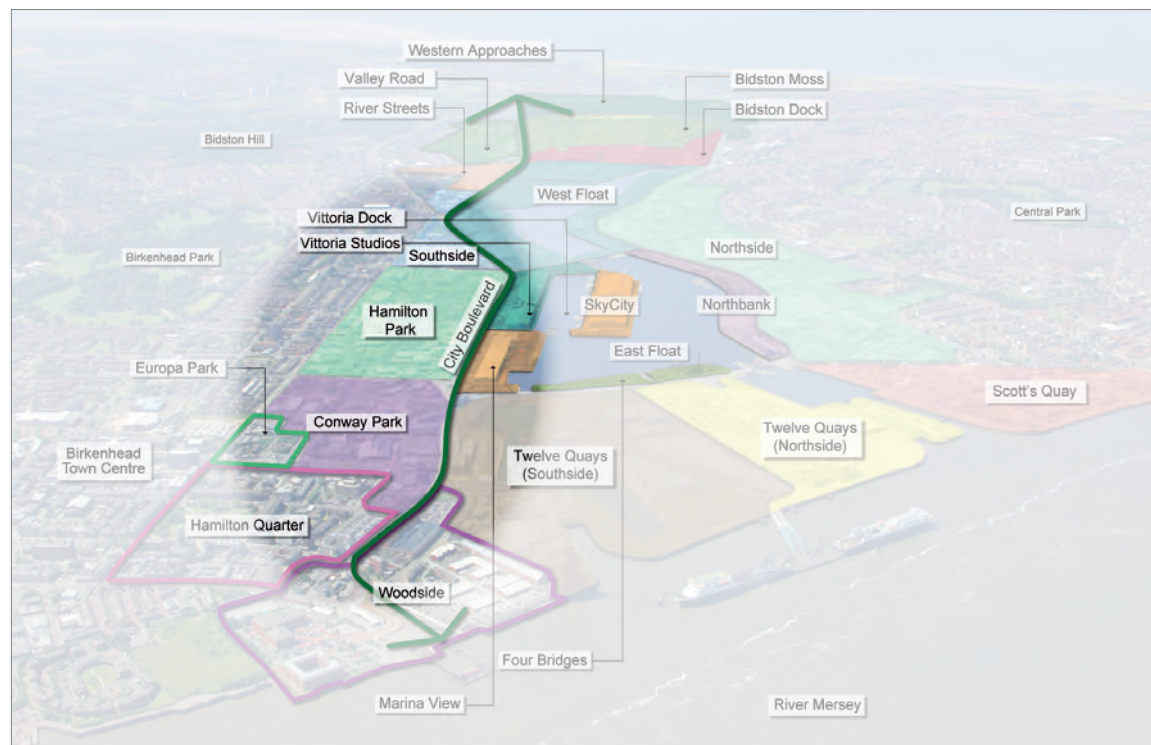 Western Approaches
Valley Road
Bidston Moss
River Streets
Bidston Dock
Bidston Hill
West Float
Vittoria Dock
Central Park
Vittoria Studios
Southside
Northside
Birkenhead Park
SkyCity
Northbank
Hamilton
Park
City Boulevard
East Float
Europa Park
Scott's Quay
Conway Park
Twelve Quays
(Northside)
Birkenhead
Town Centre
Twelve Quays
(Southside)
Hamilton Quarter
Woodside
Four Bridges
Marina View
River Mersey